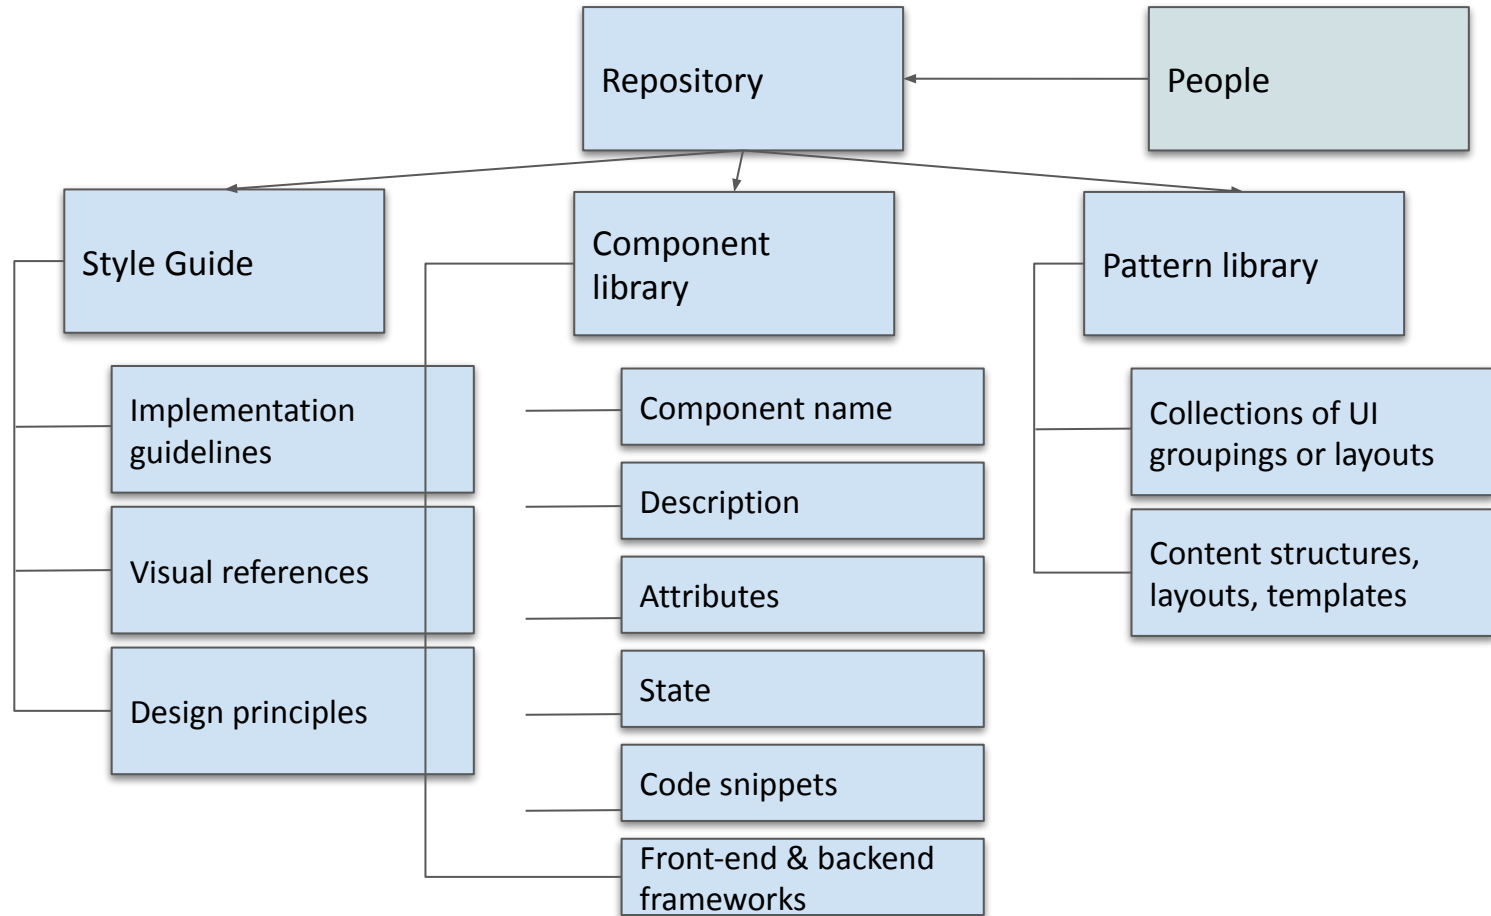 Repository
People
Style Guide
Component
library
Pattern library
Implementation
guidelines
Visual references
Design principles
Component name
Description
Attributes
State
Code snippets
Front-end & backend
frameworks
Collections of UI
groupings or layouts
Content structures,
layouts, templates